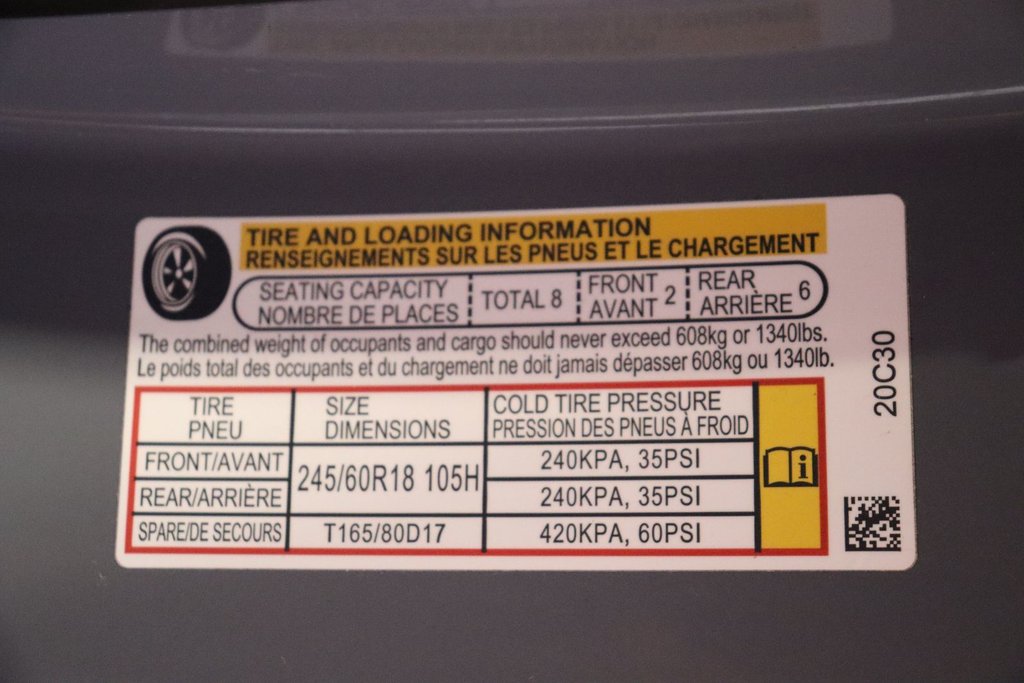 TIRE AND LOADING INFORMATION
RENSEIGNEMENTS SUR LES PNEUS ET LE CHARGEMENT
SEATING CAPACITY
NOMBRE DE PLACES
TOTAL 8
FRONT
AVANT 2
REAR
ARRIÈRE 6
The combined weight of occupants and cargo should never exceed 608kg or 1340lbs.
Le poids total des occupants et du chargement ne doit jamais dépasser 608kg ou 1340lb.
TIRE
PNEU
SIZE
DIMENSIONS
COLD TIRE PRESSURE
PRESSION DES PNEUS À FROID
FRONT/AVANT
245/60R18 105H
240KPA, 35PSI
REAR/ARRIÈRE
240KPA, 35PSI
SPARE/DE SECOURS
T165/80D17
420KPA, 60PSI
i
20C30